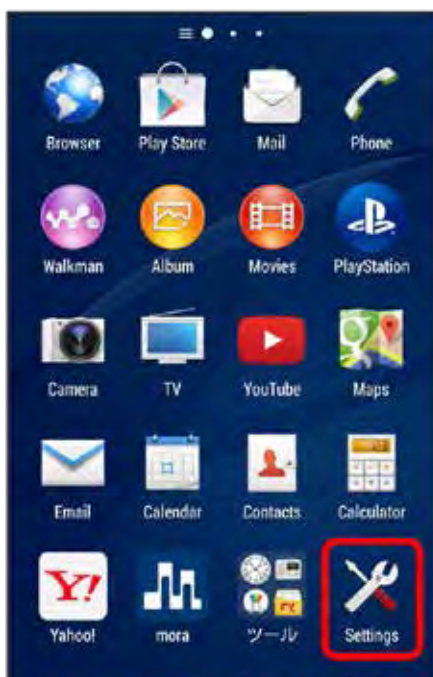 Browser Play Store Mail Phone
Walkman Album Movies PlayStation
Camera TV YouTube Maps
Email Calendar Contacts Calculator
Y!
Yahoo! mora ツール Settings